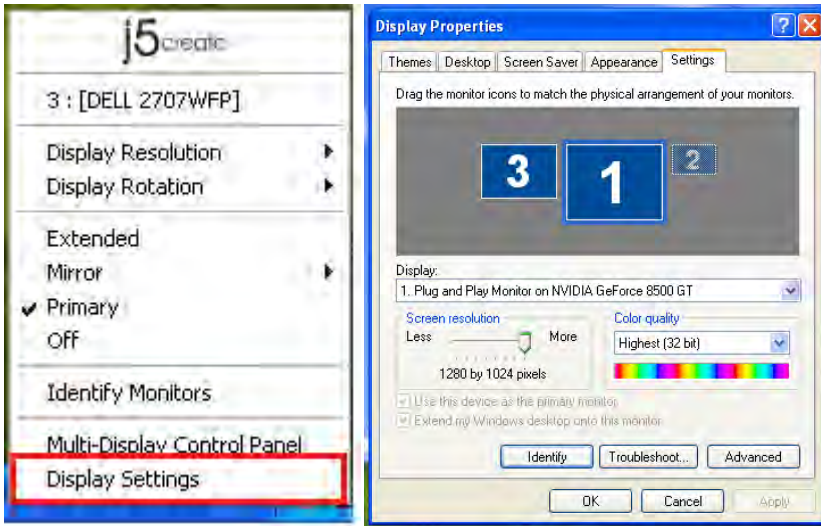 j5create
3 : [DELL 2707WFP]
Display Resolution
Display Rotation
Extended
Mirror
Primary
Off
Identify Monitors
Multi-Display Control Panel
Display Settings
Display Properties
Themes Desktop Screen Saver Appearance Settings
Drag the monitor icons to match the physical arrangement of your monitors.
3 1 2
Display:
1. Plug and Play Monitor on NVIDIA GeForce 8500 GT
Screen resolution
Less More
1280 by 1024 pixels
Color quality
Highest (32 bit)
Use this device as the primary monitor
Extend my Windows desktop onto this monitor
Identify Troubleshoot... Advanced
OK Cancel Apply